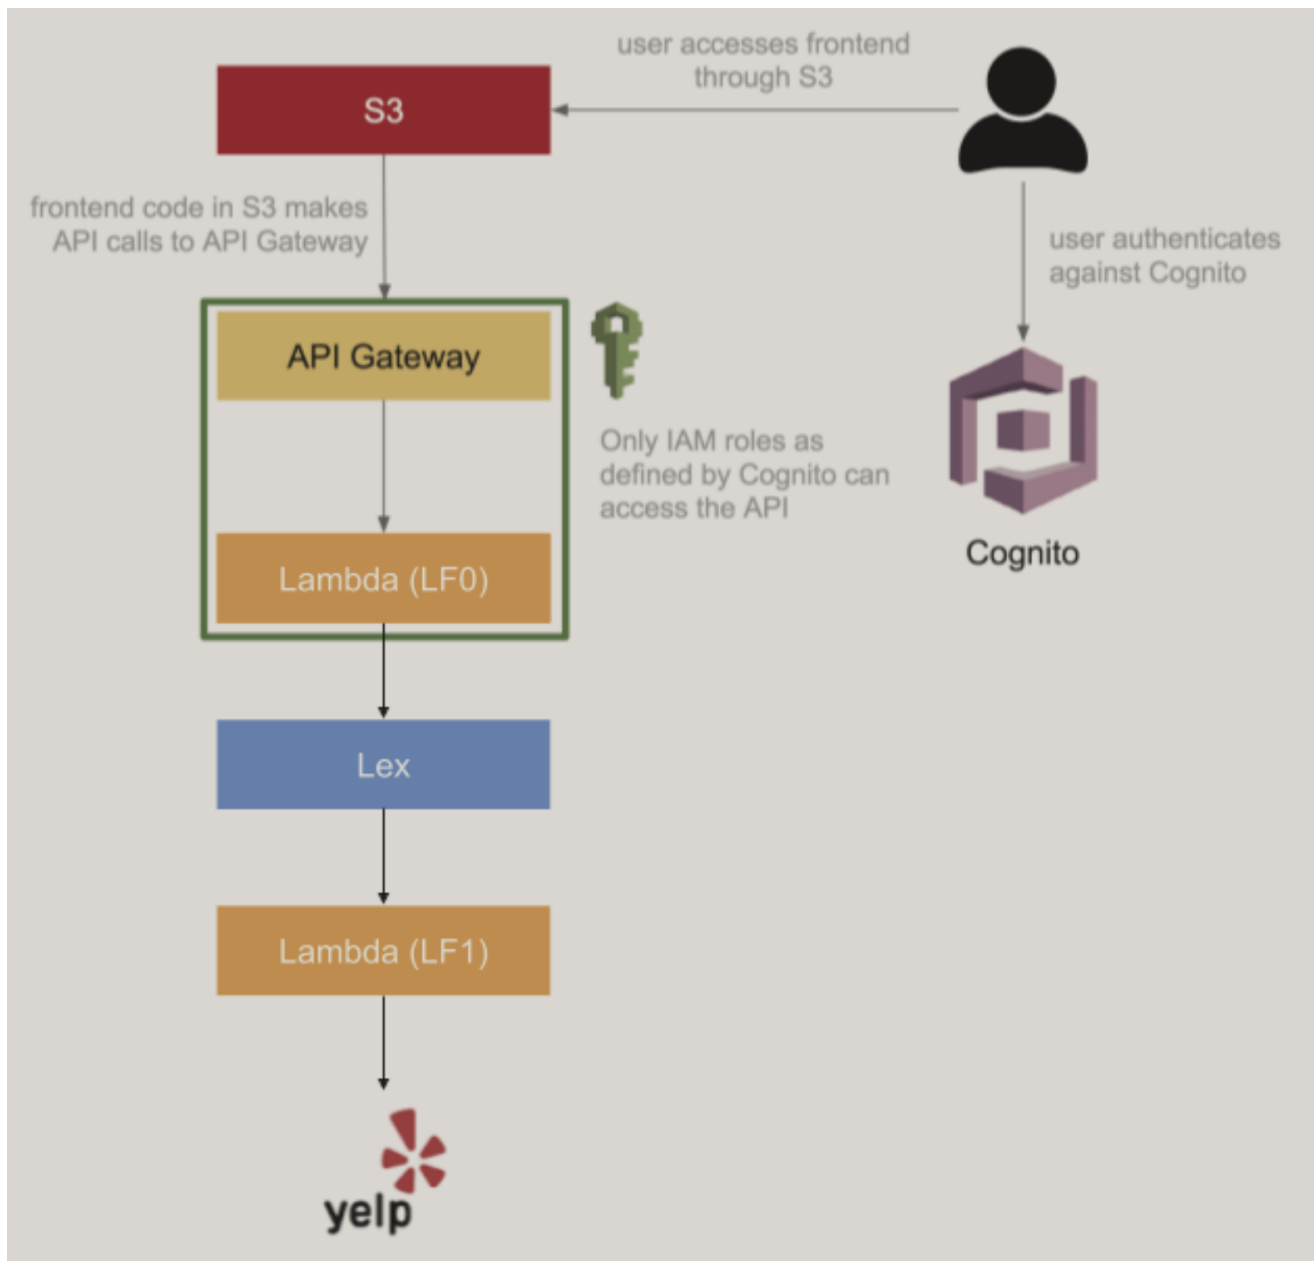 user accesses frontend
through S3
S3
frontend code in S3 makes
API calls to API Gateway
user authenticates
against Cognito
API Gateway
Only IAM roles as
defined by Cognito can
access the API
Cognito
Lambda (LF0)
Lex
Lambda (LF1)
yelp